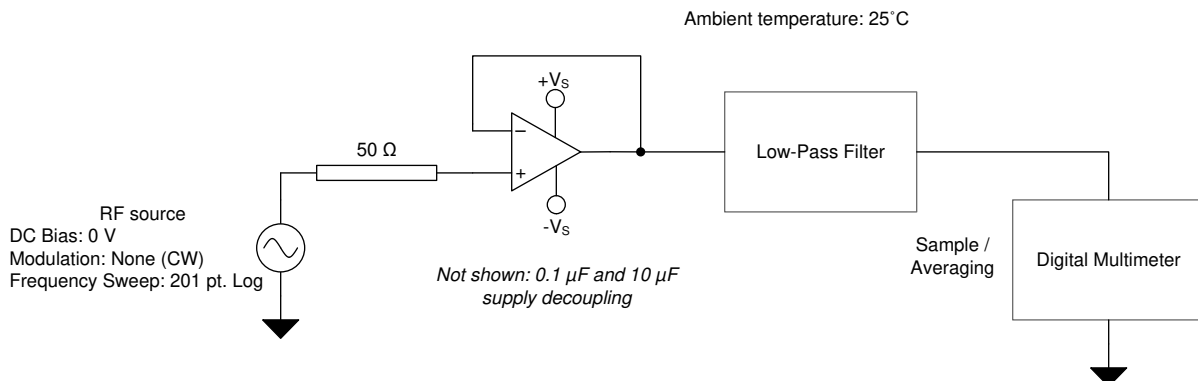 Ambient temperature: 25˚C
+VS
50 Ω
−
+
-VS
Low-Pass Filter
RF source
DC Bias: 0 V
Modulation: None (CW)
Frequency Sweep: 201 pt. Log
Not shown: 0.1 µF and 10 µF
supply decoupling
Sample /
Averaging
Digital Multimeter